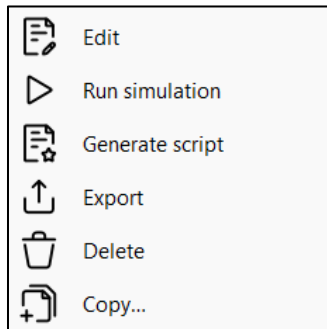 Edit
Run simulation
Generate script
Export
Delete
Copy...